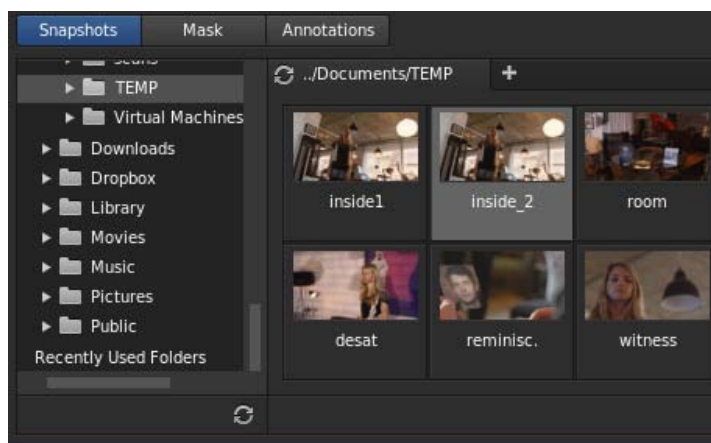 Snapshots
Mask
Annotations
TEMP
Virtual Machines
Downloads
Dropbox
Library
Movies
Music
Pictures
Public
Recently Used Folders
../Documents/TEMP
+
inside1
inside_2
room
desat
reminisc.
witness